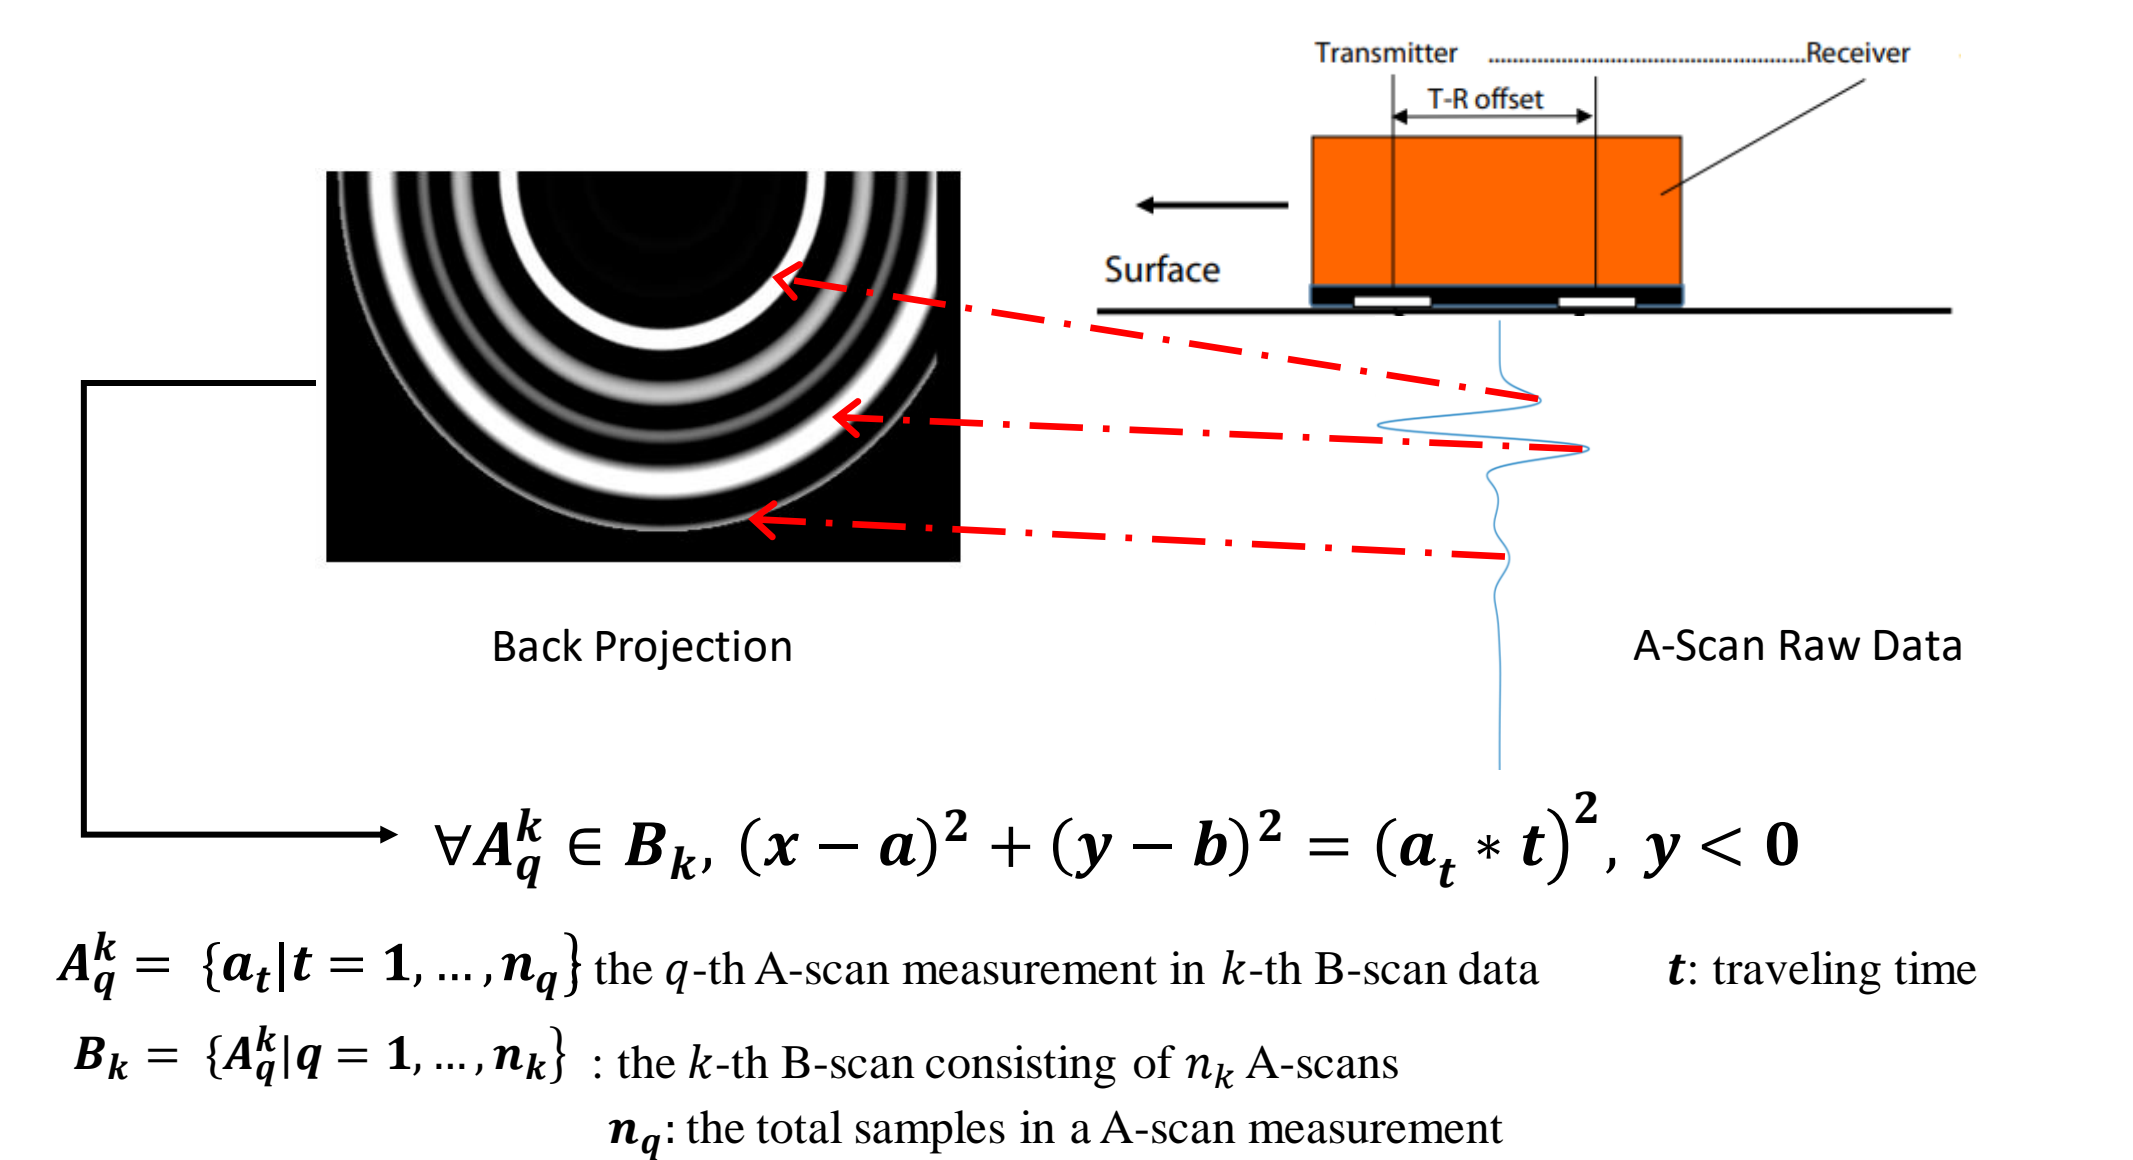 Transmitter ........................................Receiver
T-R offset
Surface
Back Projection
A-Scan Raw Data
∀A_q^k ∈ B_k, (x − a)^2 + (y − b)^2 = (a_t * t)^2, y < 0
A_q^k = {a_t|t = 1, … , n_q} the q-th A-scan measurement in k-th B-scan data t: traveling time
B_k = {A_q^k|q = 1, … , n_k} : the k-th B-scan consisting of n_k A-scans
n_q: the total samples in a A-scan measurement